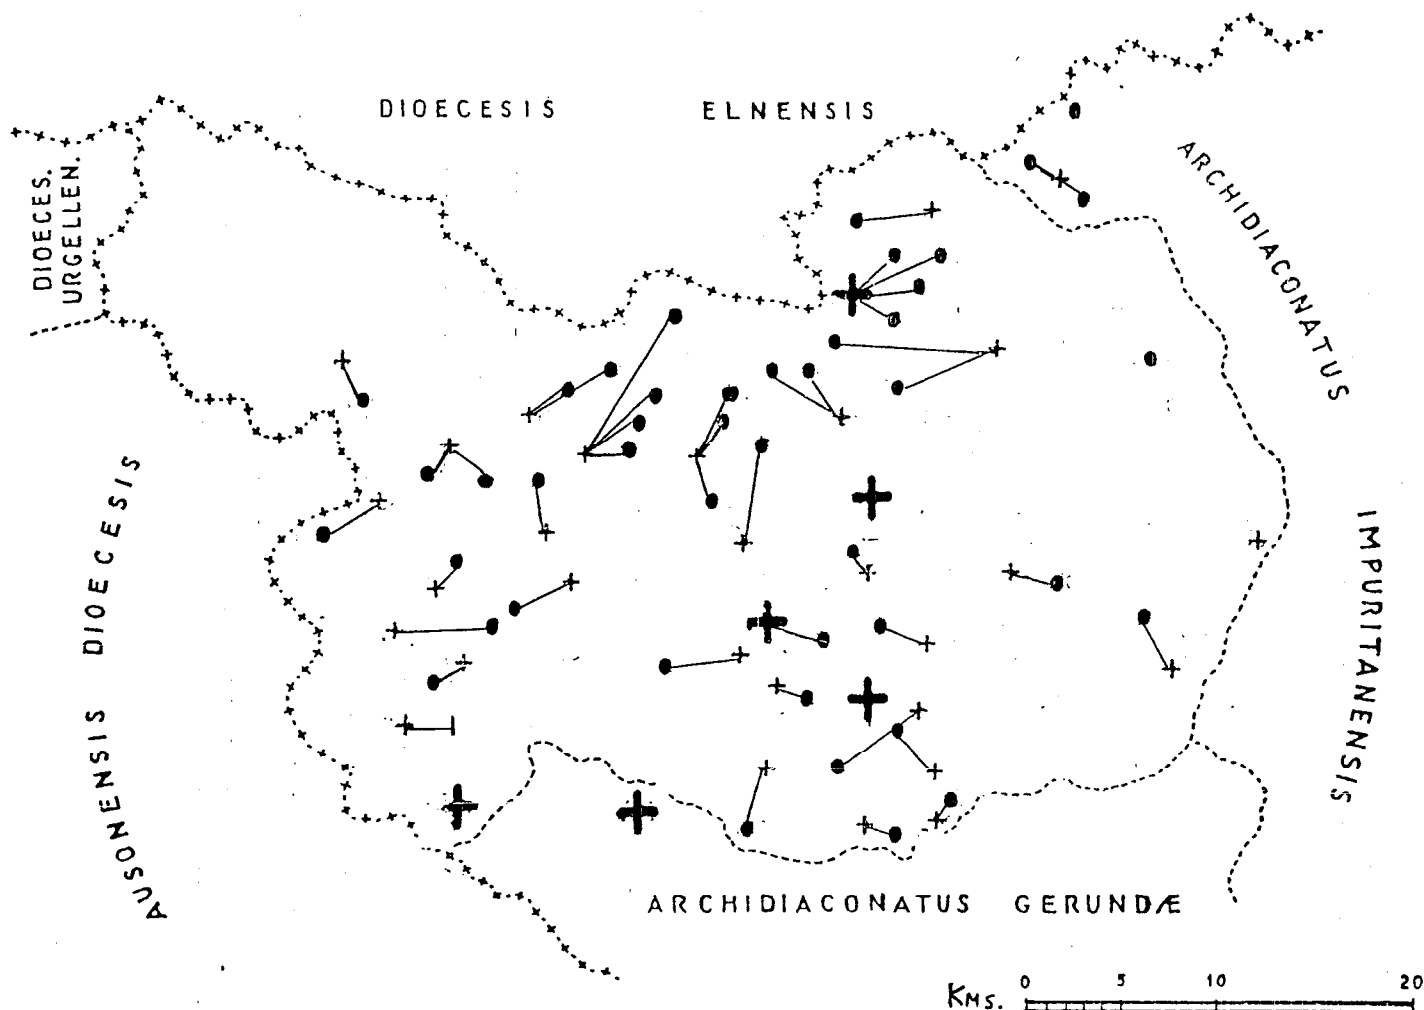 DIOECESIS ELNENSIS
DIOECES.
URGELLEN.
ARCHIDIACONATUS
IMPURITANENSIS
AUSONENSIS DIOECESIS
ARCHIDIACONATUS GERUNDÆ
KMS. 0 5 10 20